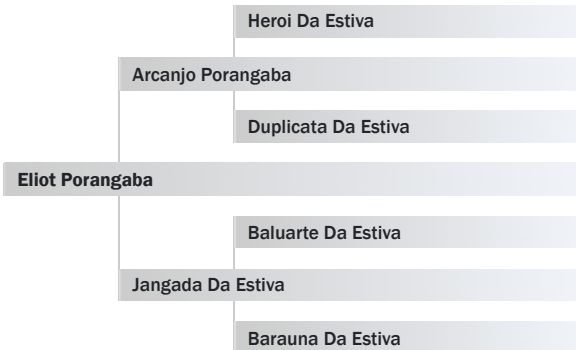 Heroi Da Estiva
Arcanjo Porangaba
Duplicata Da Estiva
Eliot Porangaba
Baluarte Da Estiva
Jangada Da Estiva
Barauna Da Estiva